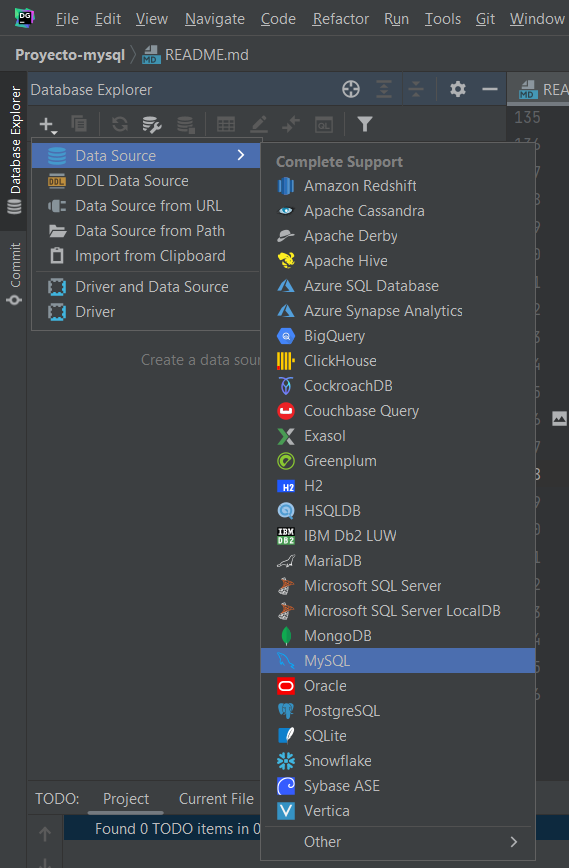 DG
File Edit View Navigate Code Refactor Run Tools Git Window
Proyecto-mysql README.md
Database Explorer
REA
Database Explorer
Commit
Data Source
DDL Data Source
Data Source from URL
Data Source from Path
Import from Clipboard
Driver and Data Source
Driver
Create a data sour
Complete Support
Amazon Redshift
Apache Cassandra
Apache Derby
Apache Hive
Azure SQL Database
Azure Synapse Analytics
BigQuery
ClickHouse
CockroachDB
Couchbase Query
Exasol
Greenplum
H2
HSQLDB
IBM Db2 LUW
MariaDB
Microsoft SQL Server
Microsoft SQL Server LocalDB
MongoDB
MySQL
Oracle
PostgreSQL
SQLite
Snowflake
Sybase ASE
Vertica
Other
135
TODO: Project Current File
Found 0 TODO items in 0